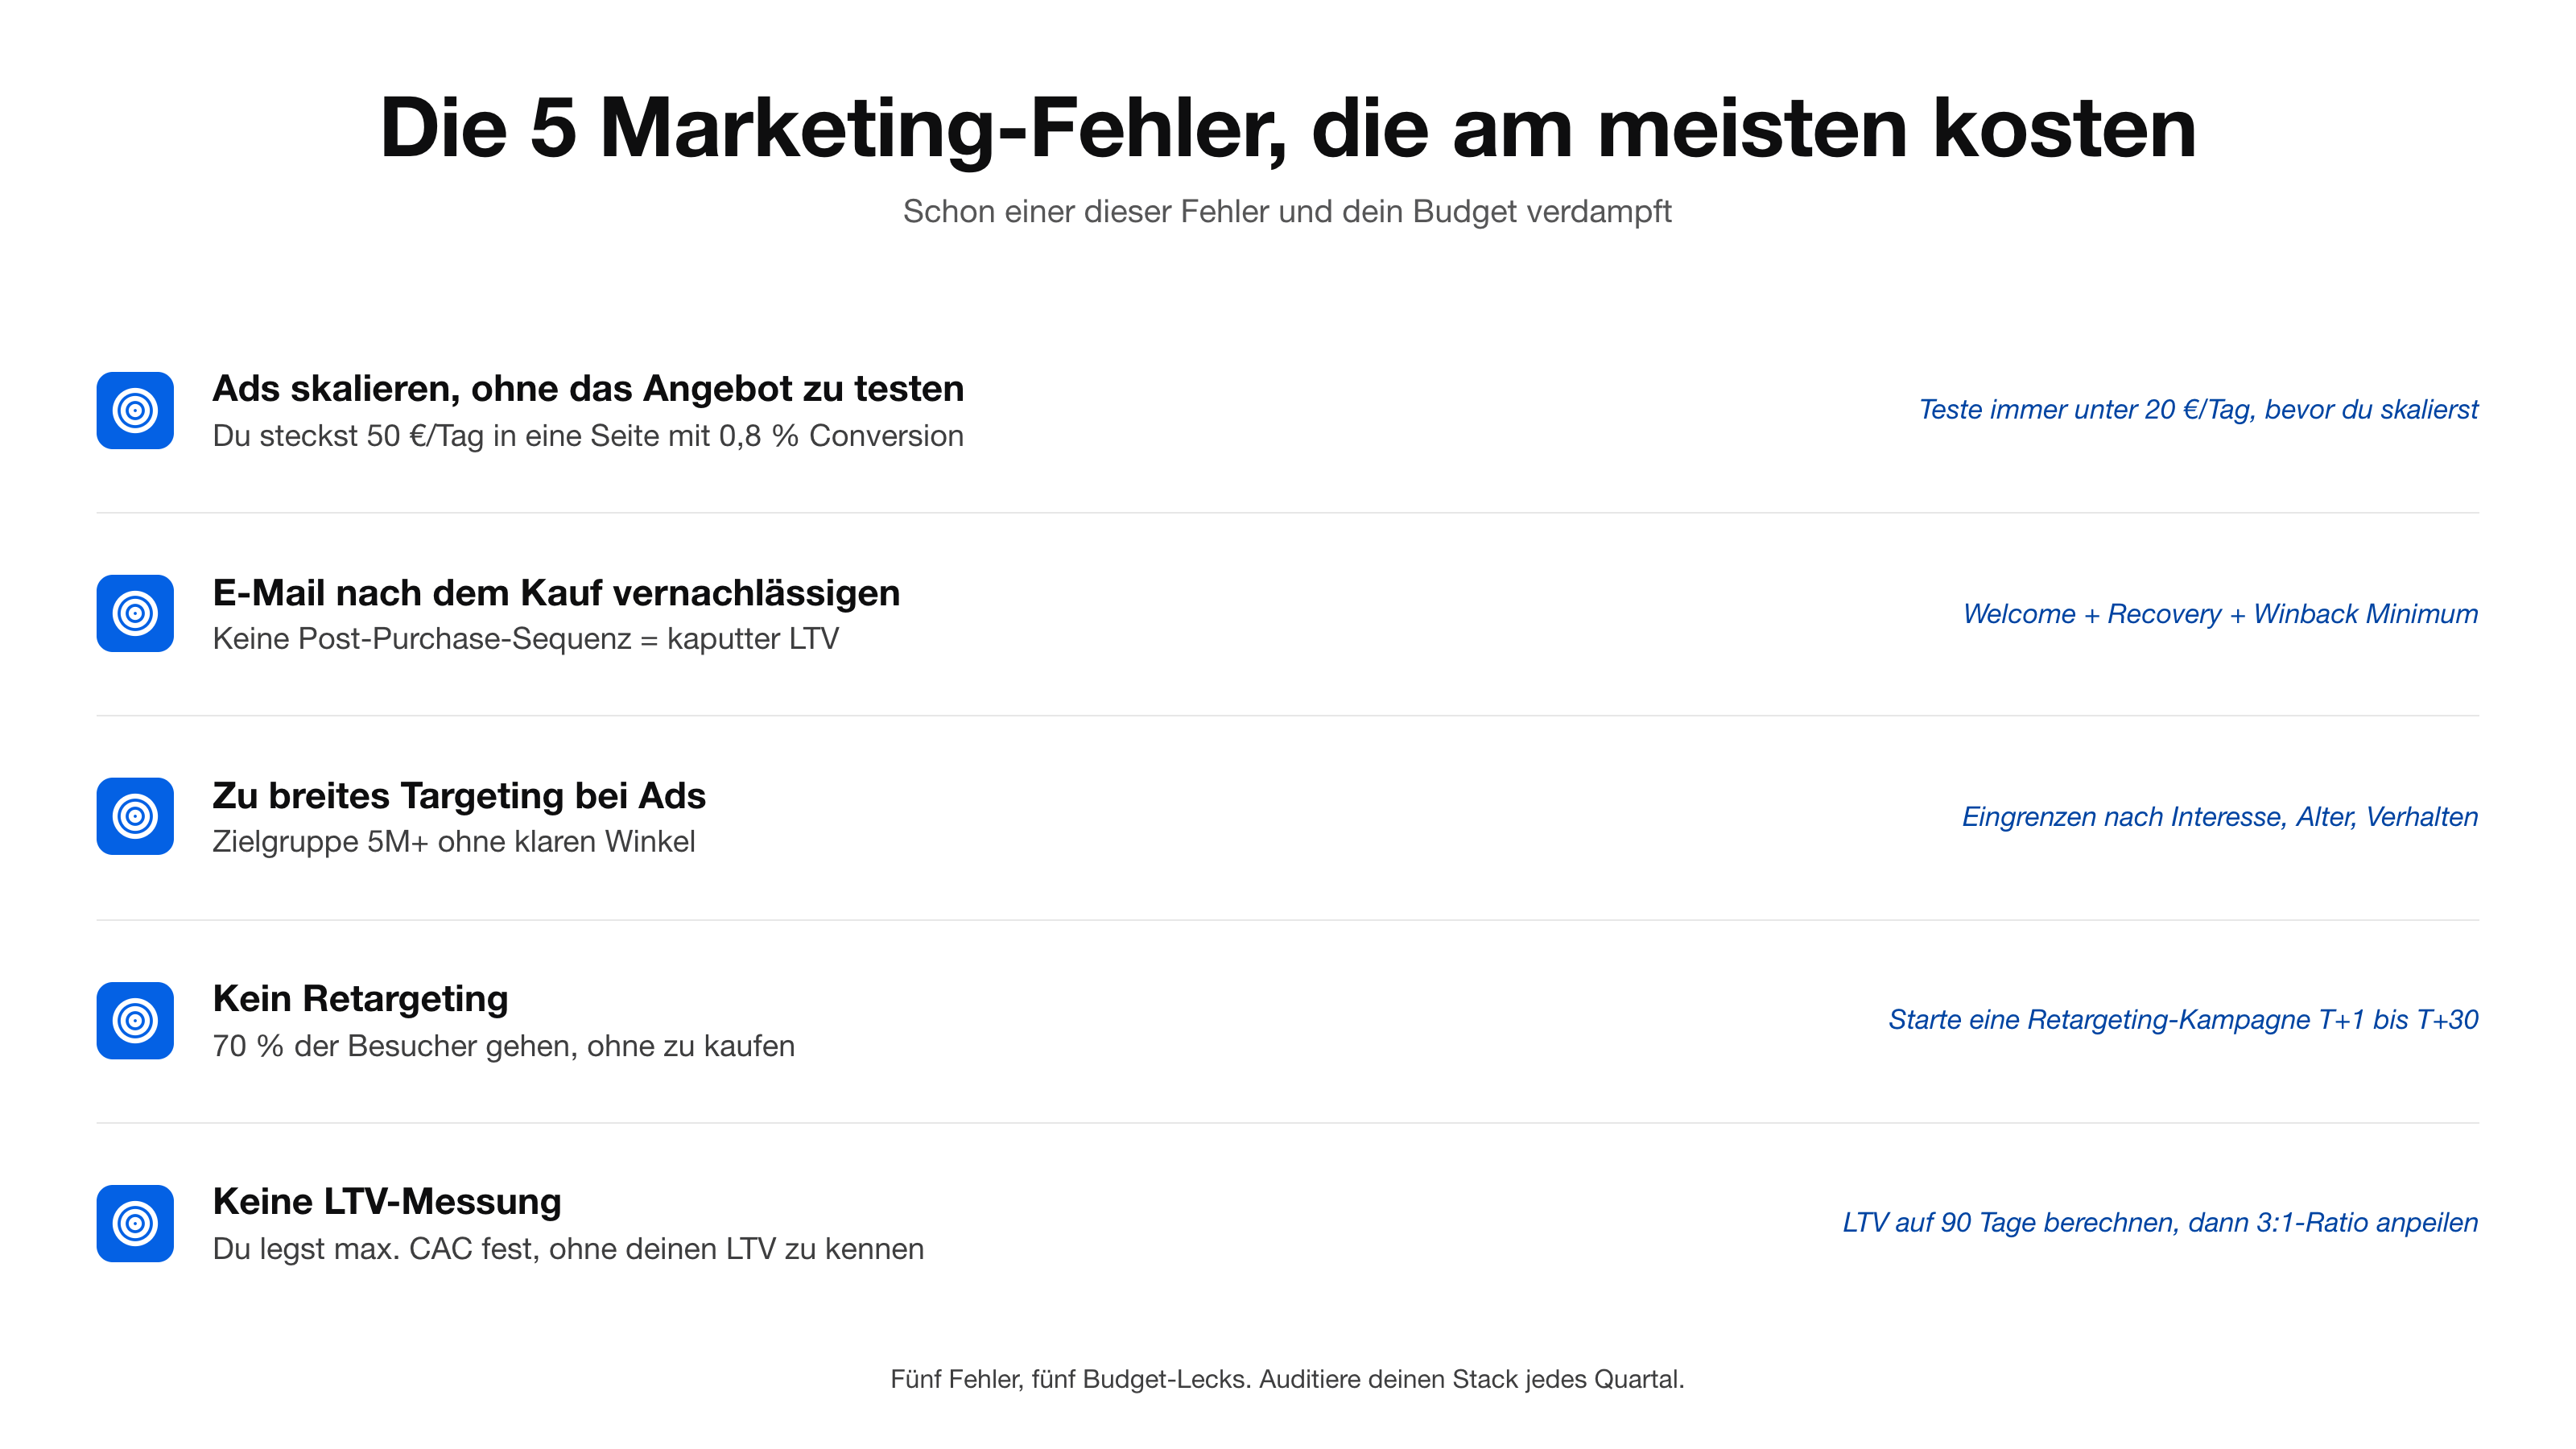 Die 5 Marketing-Fehler, die am meisten kosten
Schon einer dieser Fehler und dein Budget verdampft
Ads skalieren, ohne das Angebot zu testen
Du steckst 50 €/Tag in eine Seite mit 0,8 % Conversion
Teste immer unter 20 €/Tag, bevor du skalierst
E-Mail nach dem Kauf vernachlässigen
Keine Post-Purchase-Sequenz = kaputter LTV
Welcome + Recovery + Winback Minimum
Zu breites Targeting bei Ads
Zielgruppe 5M+ ohne klaren Winkel
Eingrenzen nach Interesse, Alter, Verhalten
Kein Retargeting
70 % der Besucher gehen, ohne zu kaufen
Starte eine Retargeting-Kampagne T+1 bis T+30
Keine LTV-Messung
Du legst max. CAC fest, ohne deinen LTV zu kennen
LTV auf 90 Tage berechnen, dann 3:1-Ratio anpeilen
Fünf Fehler, fünf Budget-Lecks. Auditiere deinen Stack jedes Quartal.